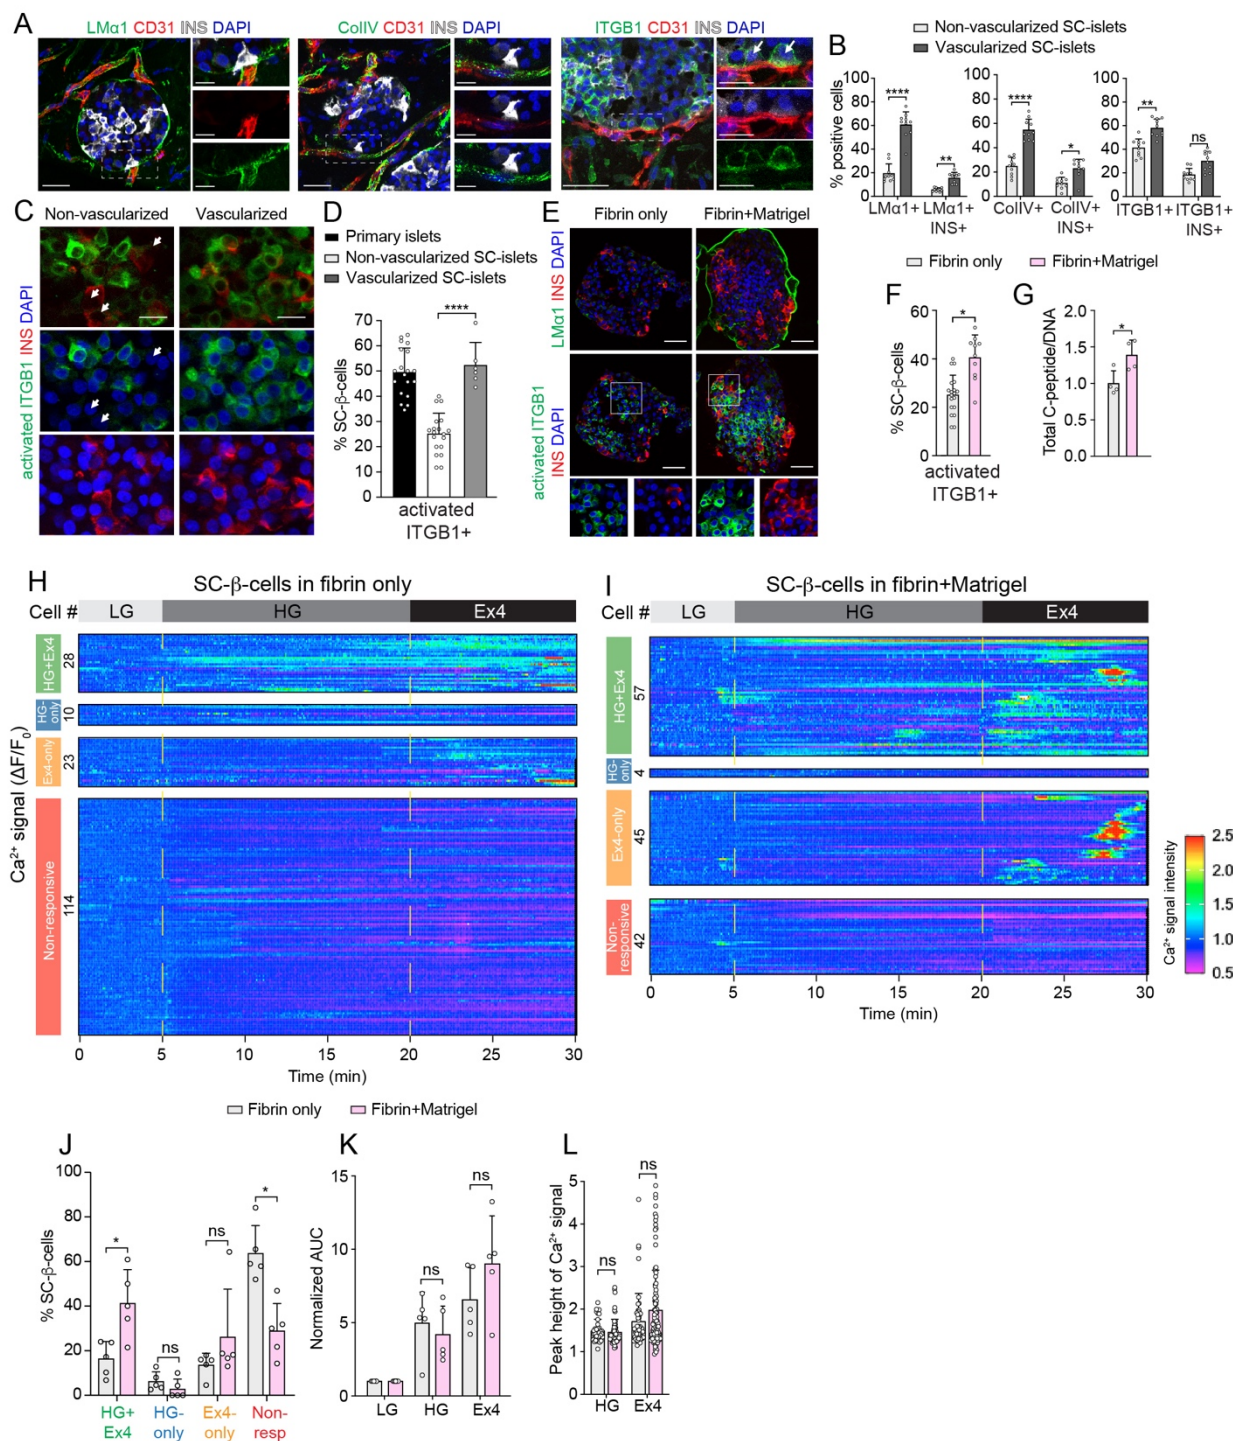 A
LMα1 CD31 INS DAPI
ColIV CD31 INS DAPI
ITGB1 CD31 INS DAPI
B
Non-vascularized SC-islets
Vascularized SC-islets
% positive cells
100
80
60
40
20
0
****
**
LMα1+
LMα1+
INS+
100
80
60
40
20
0
****
*
ColIV+
ColIV+
INS+
100
80
60
40
20
0
**
ns
ITGB1+
ITGB1+
INS+
C
Non-vascularized
Vascularized
activated ITGB1 INS DAPI
D
Primary islets
Non-vascularized SC-islets
Vascularized SC-islets
% SC-β-cells
70
60
50
40
30
20
10
0
****
activated
ITGB1+
E
Fibrin only
Fibrin+Matrigel
LMα1 INS DAPI
activated ITGB1
INS DAPI
Fibrin only
Fibrin+Matrigel
F
% SC-β-cells
60
40
20
0
*
activated
ITGB1+
G
Total C-peptide/DNA
2.0
1.5
1.0
0.5
0
*
H
SC-β-cells in fibrin only
Cell #
LG
HG
Ex4
Ca²⁺ signal (ΔF/F₀)
HG+Ex4
28
HG-only
10
Ex4-only
23
Non-responsive
114
0
5
10
15
20
25
30
Time (min)
I
SC-β-cells in fibrin+Matrigel
Cell #
LG
HG
Ex4
HG+Ex4
57
HG-only
4
Ex4-only
45
Non-responsive
42
0
5
10
15
20
25
30
Time (min)
Ca²⁺ signal intensity
2.5
2.0
1.5
1.0
0.5
Fibrin only
Fibrin+Matrigel
J
% SC-β-cells
100
80
60
40
20
0
*
ns
ns
*
HG+
Ex4
HG-
only
Ex4-
only
Non-
resp
K
Normalized AUC
15
10
5
0
ns
ns
LG
HG
Ex4
L
Peak height of Ca²⁺ signal
5
4
3
2
1
0
ns
ns
HG
Ex4